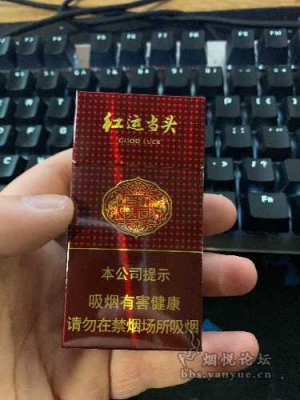 红运当头
GOOD LUCK
本公司提示
吸烟有害健康
请勿在禁烟场所吸烟
烟悦论坛
bbs.yanyue.cn